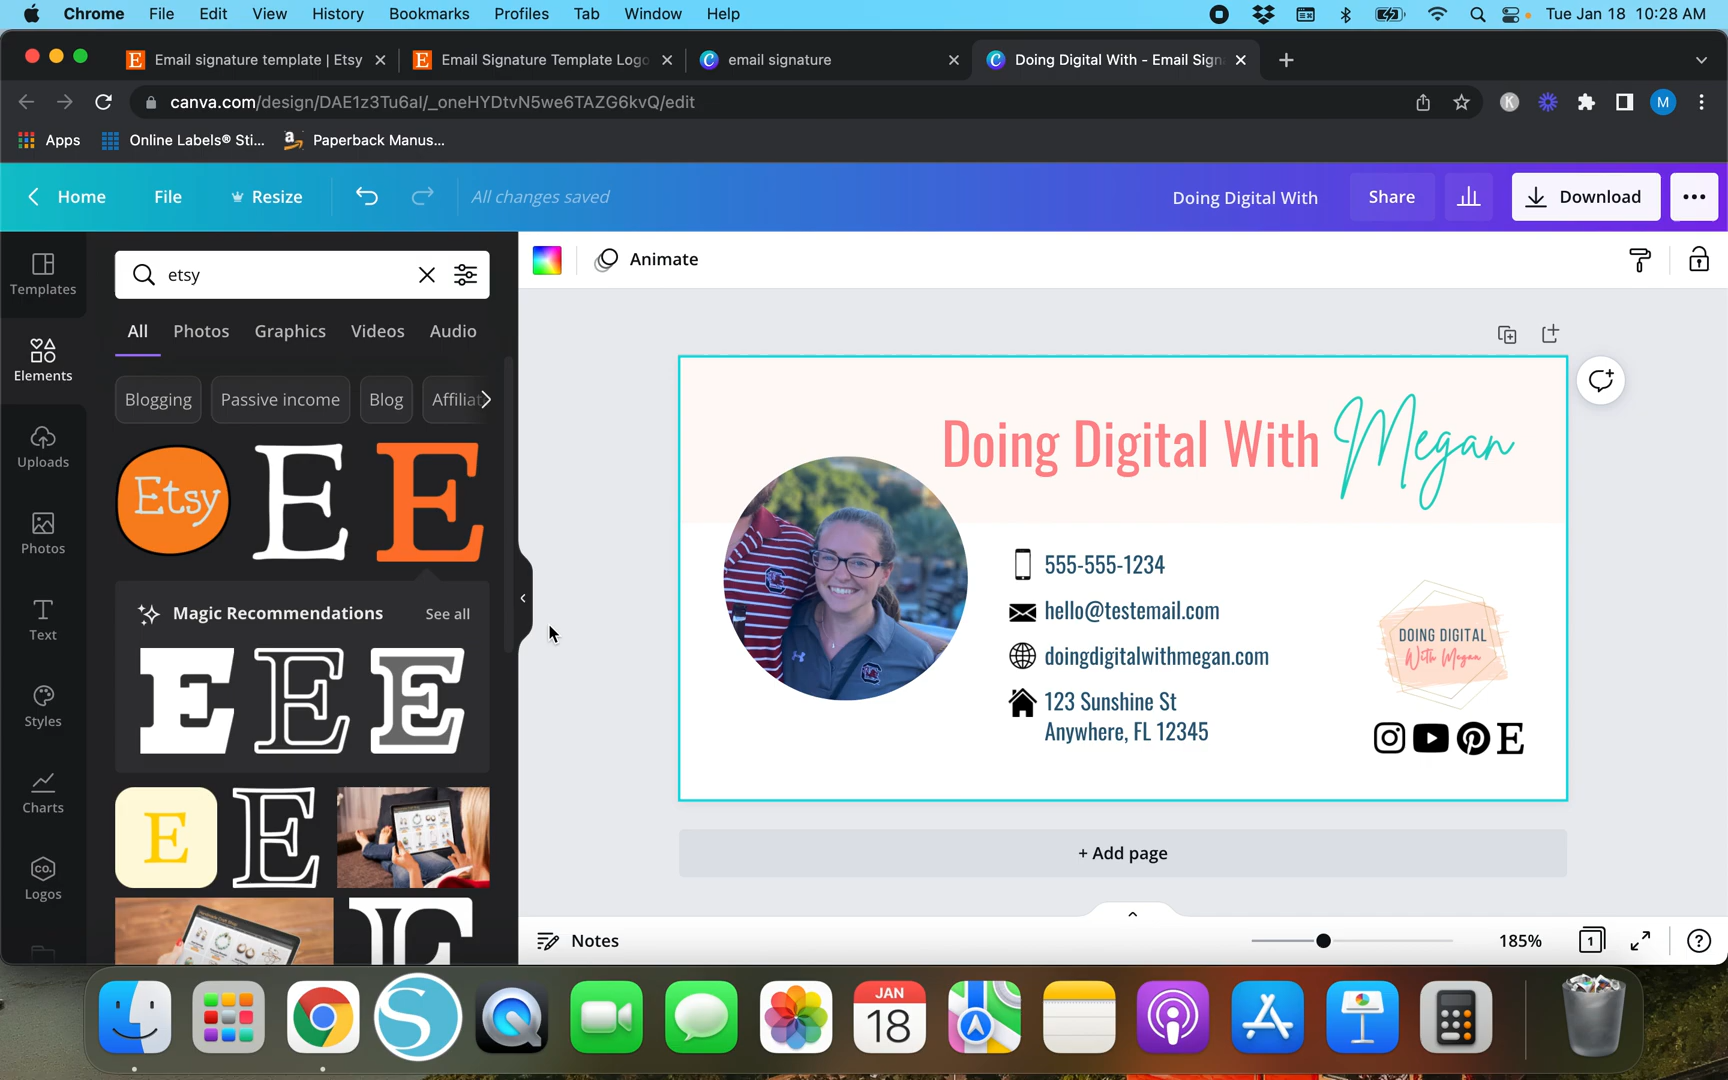 Chrome File Edit View History Bookmarks Profiles Tab Window Help Tue Jan 18 10:28 AM
Email signature template | Etsy Email Signature Template Logo email signature Doing Digital With - Email Sign
canva.com/design/DAE1z3Tu6al/_oneHYDtvN5we6TAZG6kvQ/edit K M
Apps Online Labels® Sti... Paperback Manus...
Home File Resize All changes saved Doing Digital With Share Download
etsy Animate
Templates
All Photos Graphics Videos Audio
Elements
Blogging Passive income Blog Affiliat
Uploads
Etsy E E
Photos
Magic Recommendations See all
Text
E E E
Styles
Charts
E E
Logos
E
Doing Digital With Megan
555-555-1234
hello@testemail.com
doingdigitalwithmegan.com
123 Sunshine St
Anywhere, FL 12345
DOING DIGITAL
With Megan
E
+ Add page
Notes 185% 1
JAN
18